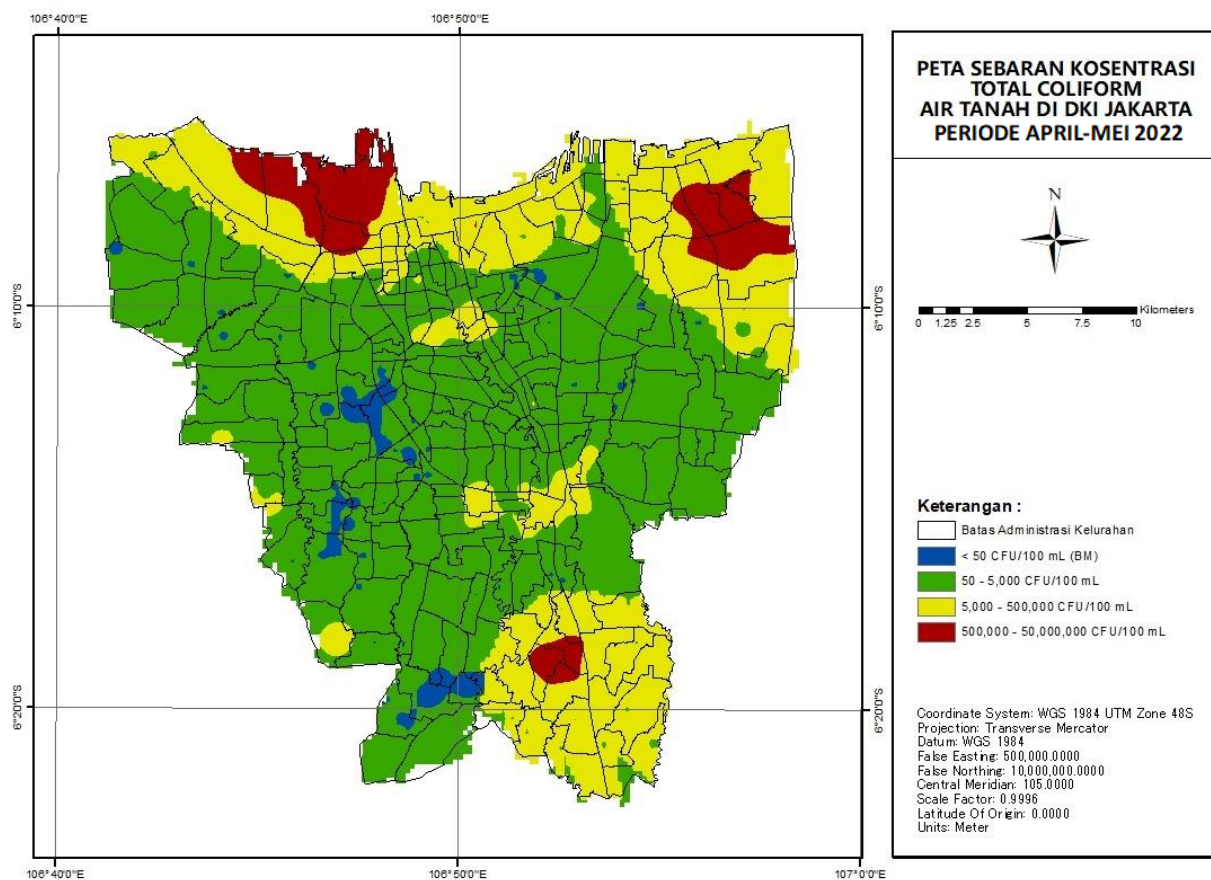 106°40'0"E
106°50'0"E
6°10'0"S
6°10'0"S
6°20'0"S
6°20'0"S
106°40'0"E
106°50'0"E
107°0'0"E
PETA SEBARAN KOSENTRASI
TOTAL COLIFORM
AIR TANAH DI DKI JAKARTA
PERIODE APRIL-MEI 2022
N
0 1.25 2.5 5 7.5 10 Kilometers
Keterangan :
Batas Administrasi Kelurahan
< 50 CFU/100 mL (BM)
50 - 5,000 CFU/100 mL
5,000 - 500,000 CFU/100 mL
500,000 - 50,000,000 CFU/100 mL
Coordinate System: WGS 1984 UTM Zone 48S
Projection: Transverse Mercator
Datum: WGS 1984
False Easting: 500,000.0000
False Northing: 10,000,000.0000
Central Meridian: 105.0000
Scale Factor: 0.9996
Latitude Of Origin: 0.0000
Units: Meter